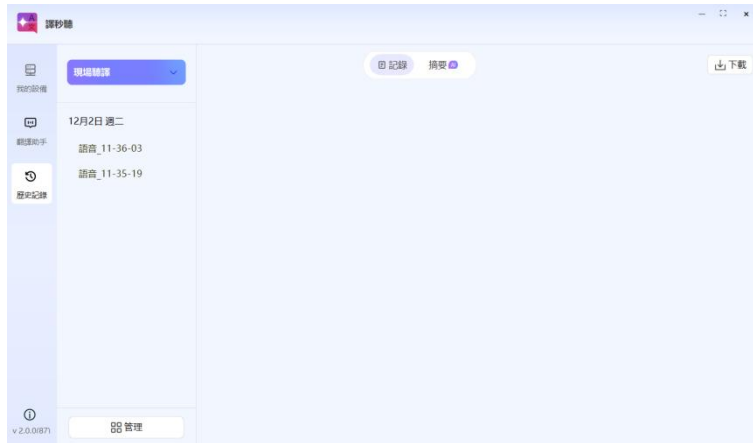 譯秒聽
我的設備
翻譯助手
歷史記錄
v 2.0.0(87)
現場聽譯
12月2日 週二
語音_11-36-03
語音_11-35-19
管理
記錄
摘要
下載